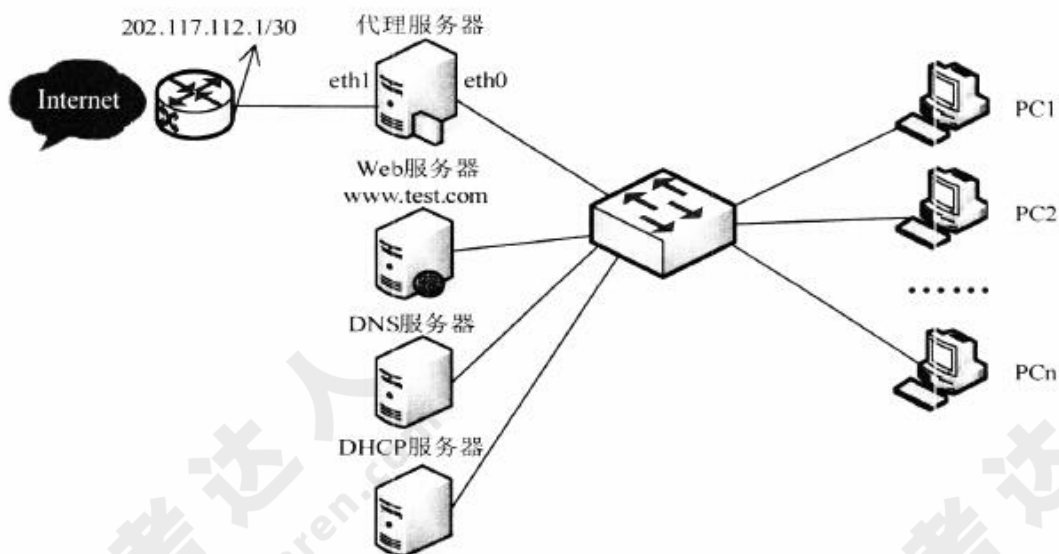 202.117.112.1/30
代理服务器
Internet
eth1
eth0
PC1
Web服务器
www.test.com
PC2
......
DNS服务器
PCn
DHCP服务器